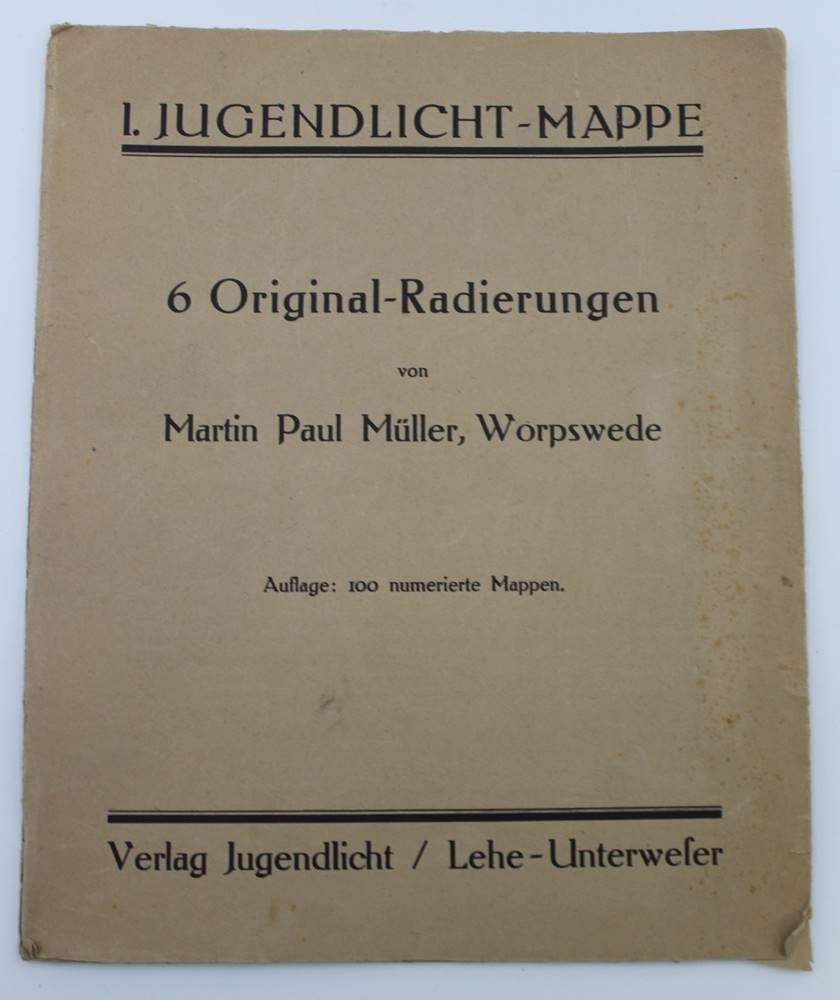 I. JUGENDLICHT-MAPPE
6 Original-Radierungen
von
Martin Paul Müller, Worpswede
Auflage: 100 numerierte Mappen.
Verlag Jugendlicht / Lehe-Unterweſer